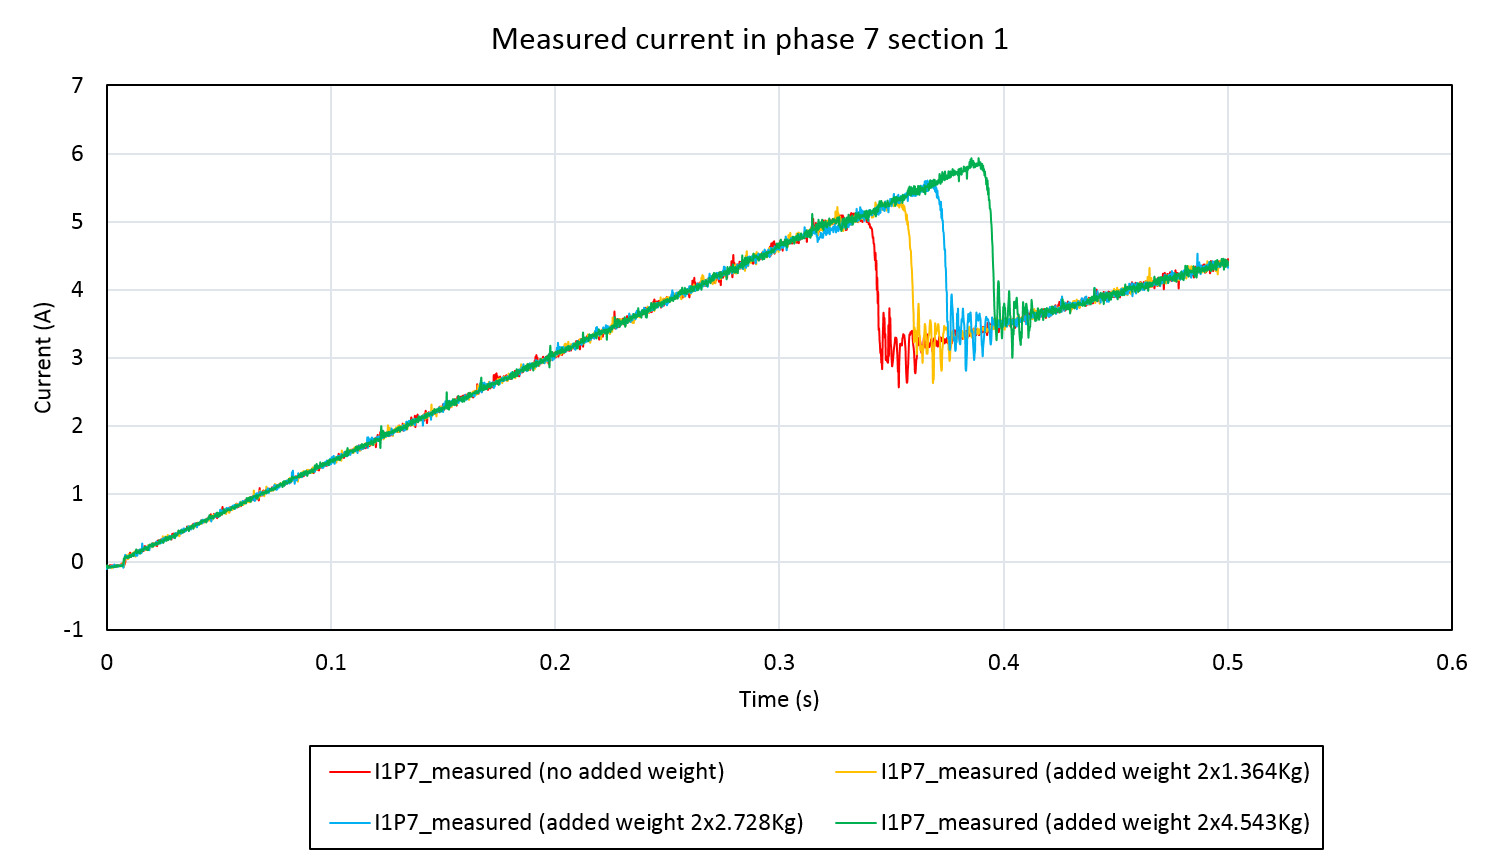 Measured current in phase 7 section 1
7
6
5
4
3
2
1
0
-1
Current (A)
0 0.1 0.2 0.3 0.4 0.5 0.6
Time (s)
I1P7_measured (no added weight) I1P7_measured (added weight 2x1.364Kg)
I1P7_measured (added weight 2x2.728Kg) I1P7_measured (added weight 2x4.543Kg)